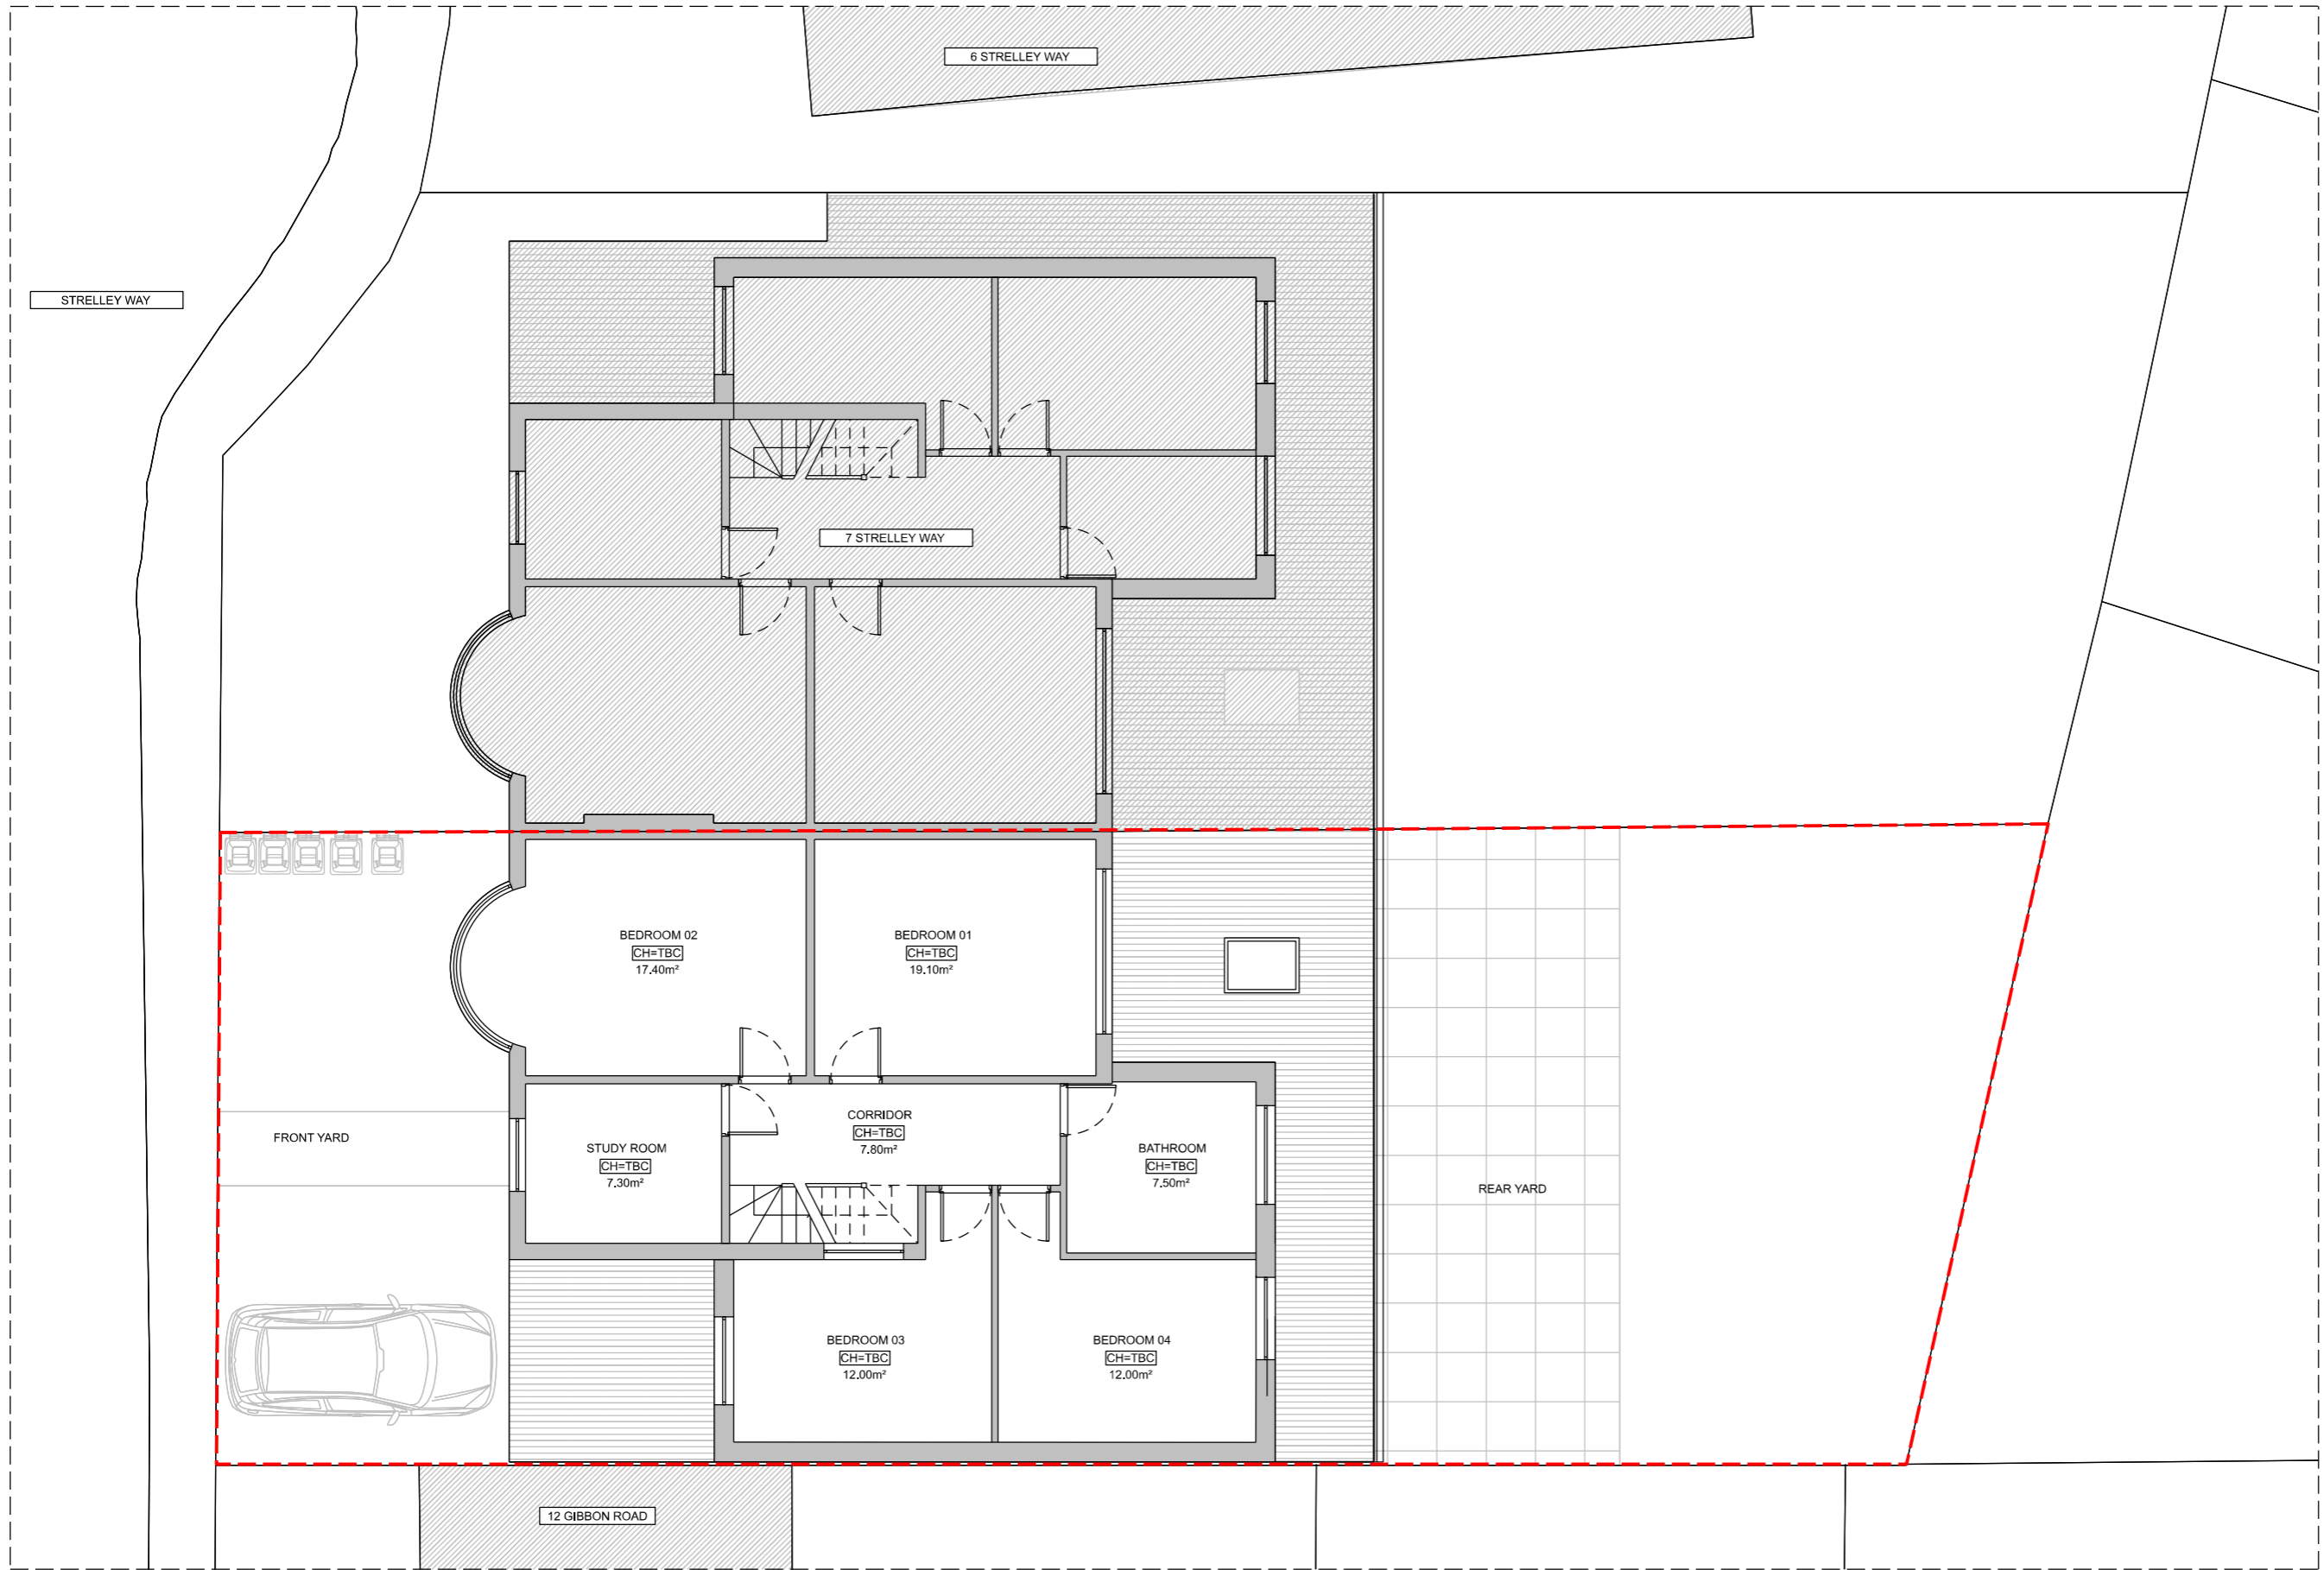 6 STRELLEY WAY
STRELLEY WAY
7 STRELLEY WAY
BEDROOM 02
CH=TBC
17.40m²
BEDROOM 01
CH=TBC
19.10m²
FRONT YARD
STUDY ROOM
CH=TBC
7.30m²
CORRIDOR
CH=TBC
7.80m²
BATHROOM
CH=TBC
7.50m²
REAR YARD
BEDROOM 03
CH=TBC
12.00m²
BEDROOM 04
CH=TBC
12.00m²
12 GIBBON ROAD